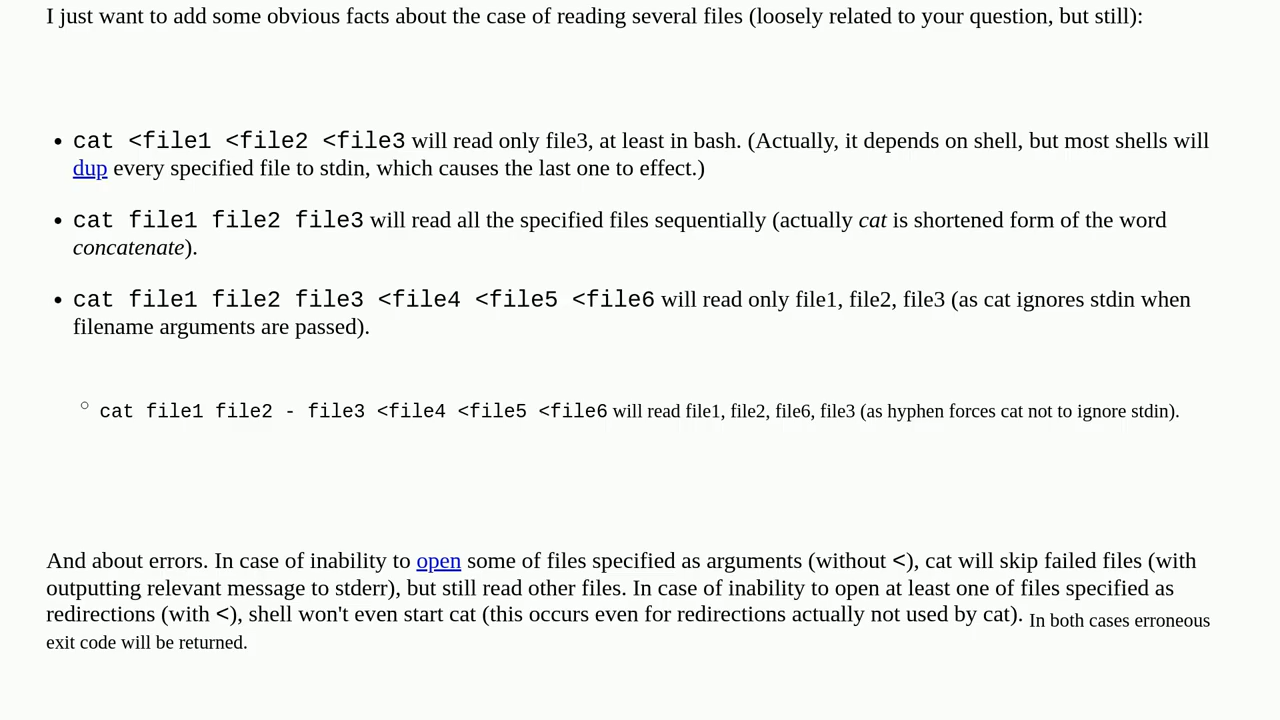 I just want to add some obvious facts about the case of reading several files (loosely related to your question, but still):
• cat <file1 <file2 <file3 will read only file3, at least in bash. (Actually, it depends on shell, but most shells will
dup every specified file to stdin, which causes the last one to effect.)
• cat file1 file2 file3 will read all the specified files sequentially (actually cat is shortened form of the word
concatenate).
• cat file1 file2 file3 <file4 <file5 <file6 will read only file1, file2, file3 (as cat ignores stdin when
filename arguments are passed).
○ cat file1 file2 - file3 <file4 <file5 <file6 will read file1, file2, file6, file3 (as hyphen forces cat not to ignore stdin).
And about errors. In case of inability to open some of files specified as arguments (without <), cat will skip failed files (with
outputting relevant message to stderr), but still read other files. In case of inability to open at least one of files specified as
redirections (with <), shell won't even start cat (this occurs even for redirections actually not used by cat). In both cases erroneous
exit code will be returned.